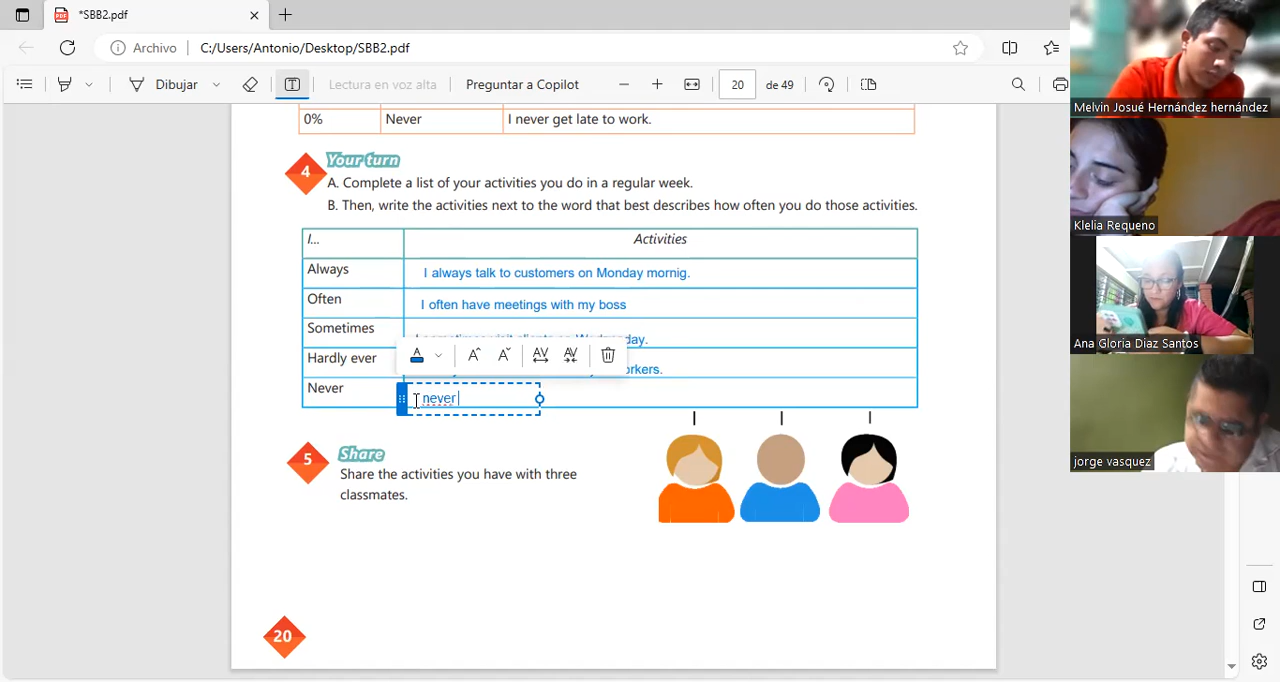 *SBB2.pdf
Archivo
C:/Users/Antonio/Desktop/SBB2.pdf
Dibujar
Lectura en voz alta
Preguntar a Copilot
20
de 49
0% Never I never get late to work.
4 Your turn
A. Complete a list of your activities you do in a regular week.
B. Then, write the activities next to the word that best describes how often you do those activities.
I... Activities
Always I always talk to customers on Monday mornig.
Often I often have meetings with my boss
Sometimes I sometimes visit clients on Wednesday.
Hardly ever orkers.
Never never
5 Share
Share the activities you have with three
classmates.
20
Melvin Josué Hernández hernández
Klelia Requeno
Ana Gloria Diaz Santos
jorge vasquez